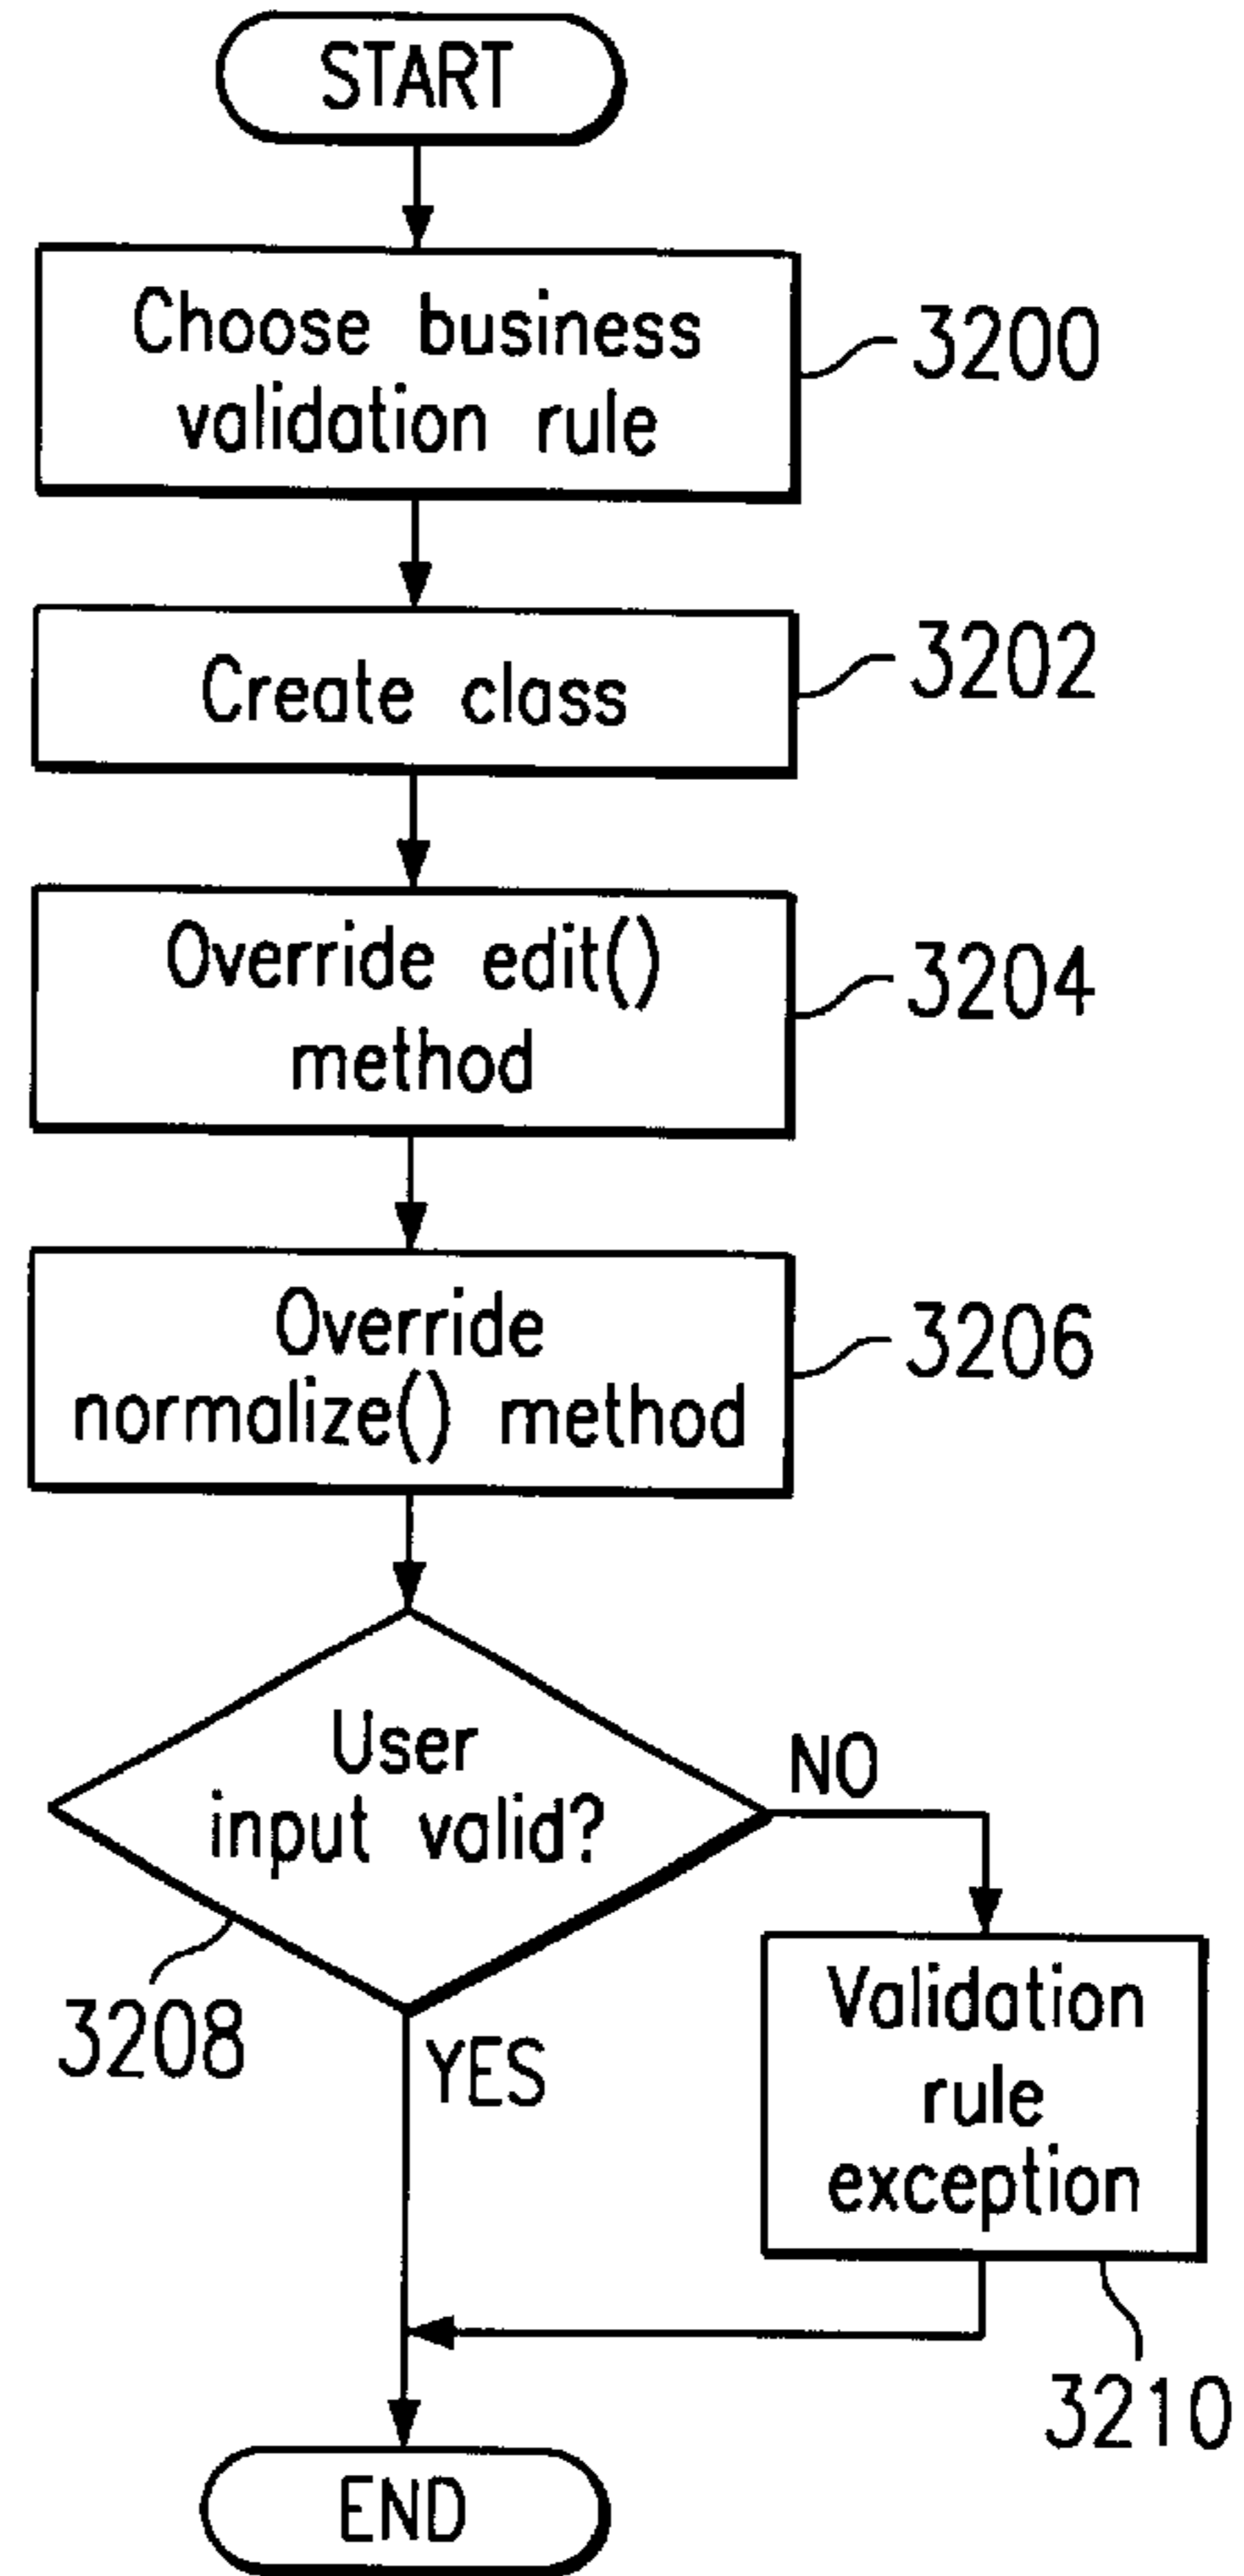 START
Choose business
validation rule
3200
Create class
3202
Override edit()
method
3204
Override
normalize() method
3206
User
input valid?
NO
3208
YES
Validation
rule
exception
3210
END